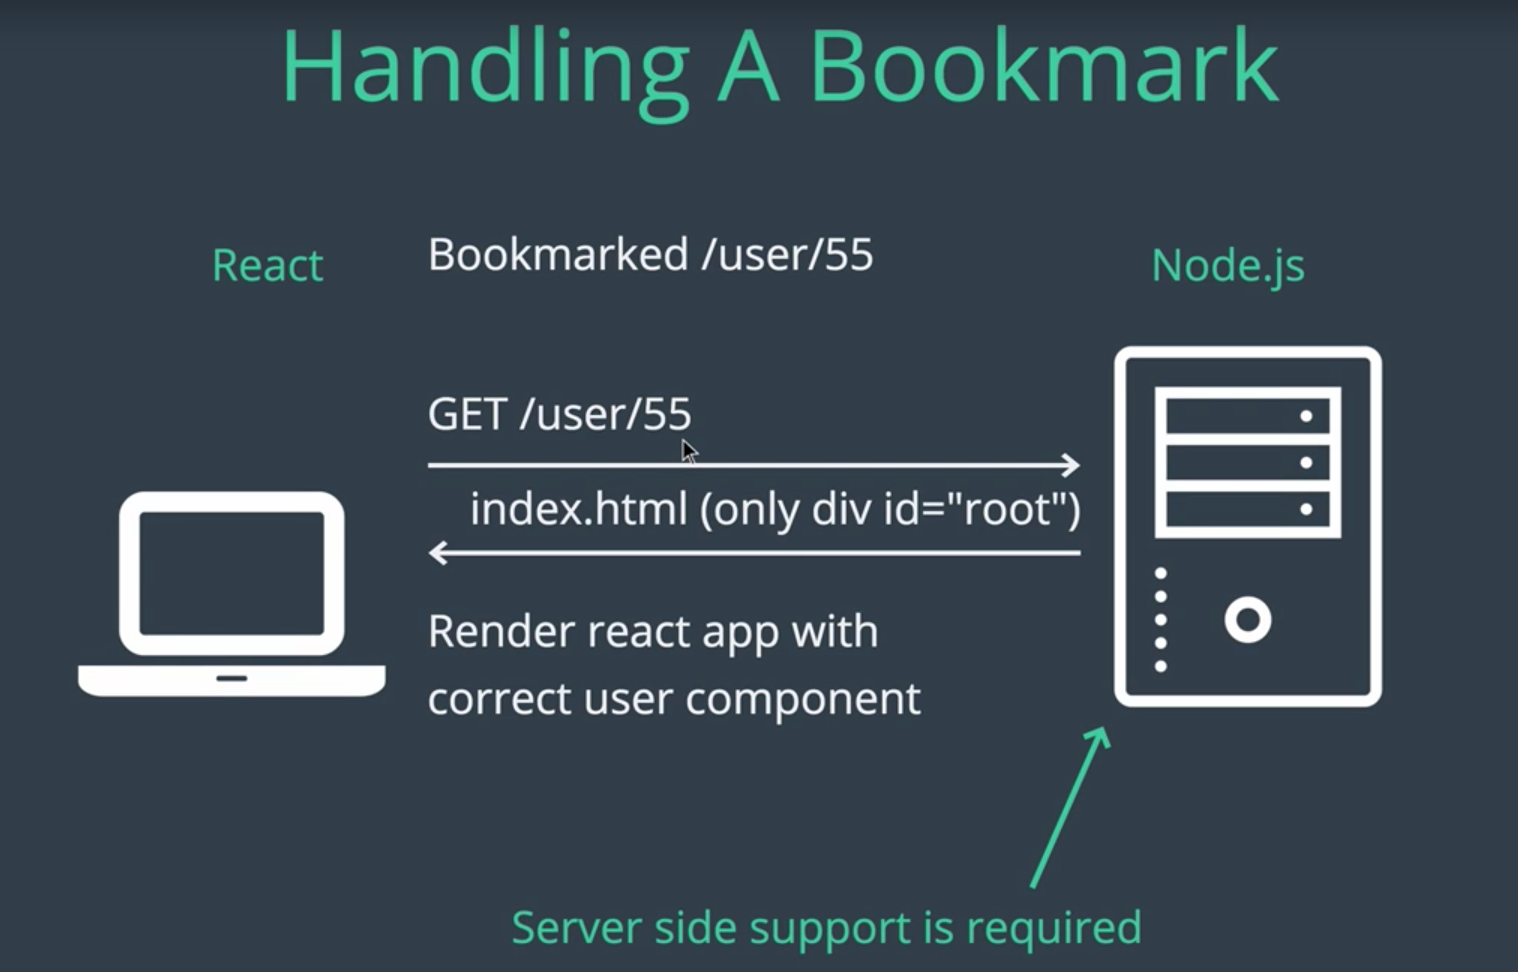 Handling A Bookmark
React
Bookmarked /user/55
Node.js
GET /user/55
index.html (only div id="root")
Render react app with
correct user component
Server side support is required